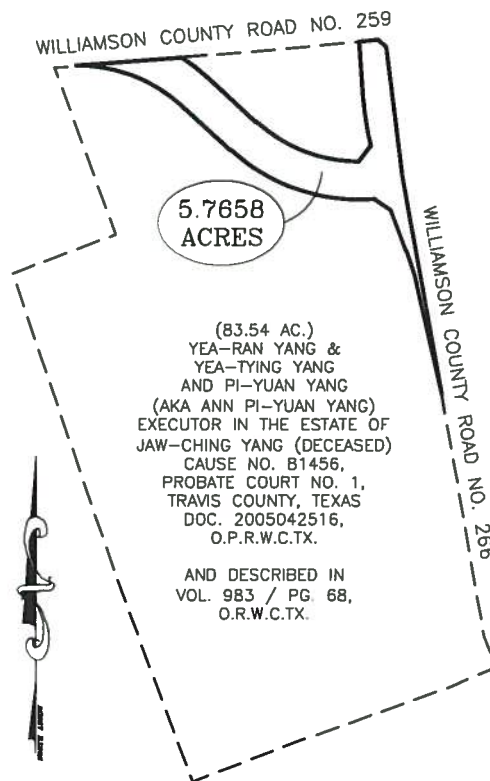 WILLIAMSON COUNTY ROAD NO. 259
5.7658
ACRES
WILLIAMSON COUNTY ROAD NO. 266
(83.54 AC.)
YEA-RAN YANG &
YEA-TYING YANG
AND PI-YUAN YANG
(AKA ANN PI-YUAN YANG)
EXECUTOR IN THE ESTATE OF
JAW-CHING YANG (DECEASED)
CAUSE NO. B1456,
PROBATE COURT NO. 1,
TRAVIS COUNTY, TEXAS
DOC. 2005042516,
O.P.R.W.C.TX.
AND DESCRIBED IN
VOL. 983 / PG. 68,
O.R.W.C.TX.